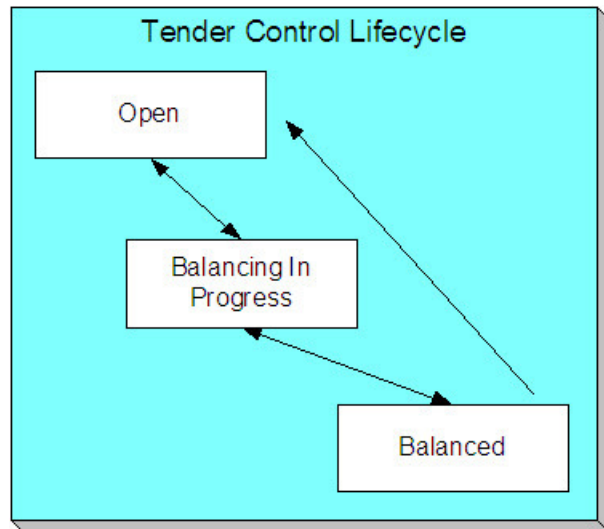 Tender Control Lifecycle
Open
Balancing In
Progress
Balanced